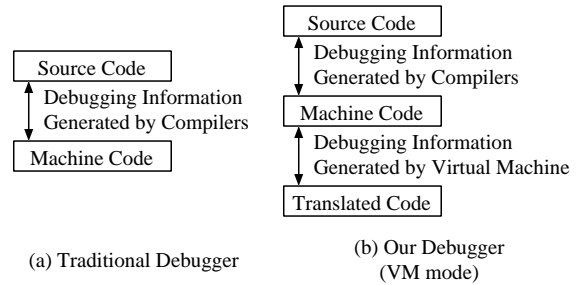 Source Code
Debugging Information
Generated by Compilers
Machine Code
(a) Traditional Debugger
Source Code
Debugging Information
Generated by Compilers
Machine Code
Debugging Information
Generated by Virtual Machine
Translated Code
(b) Our Debugger
(VM mode)